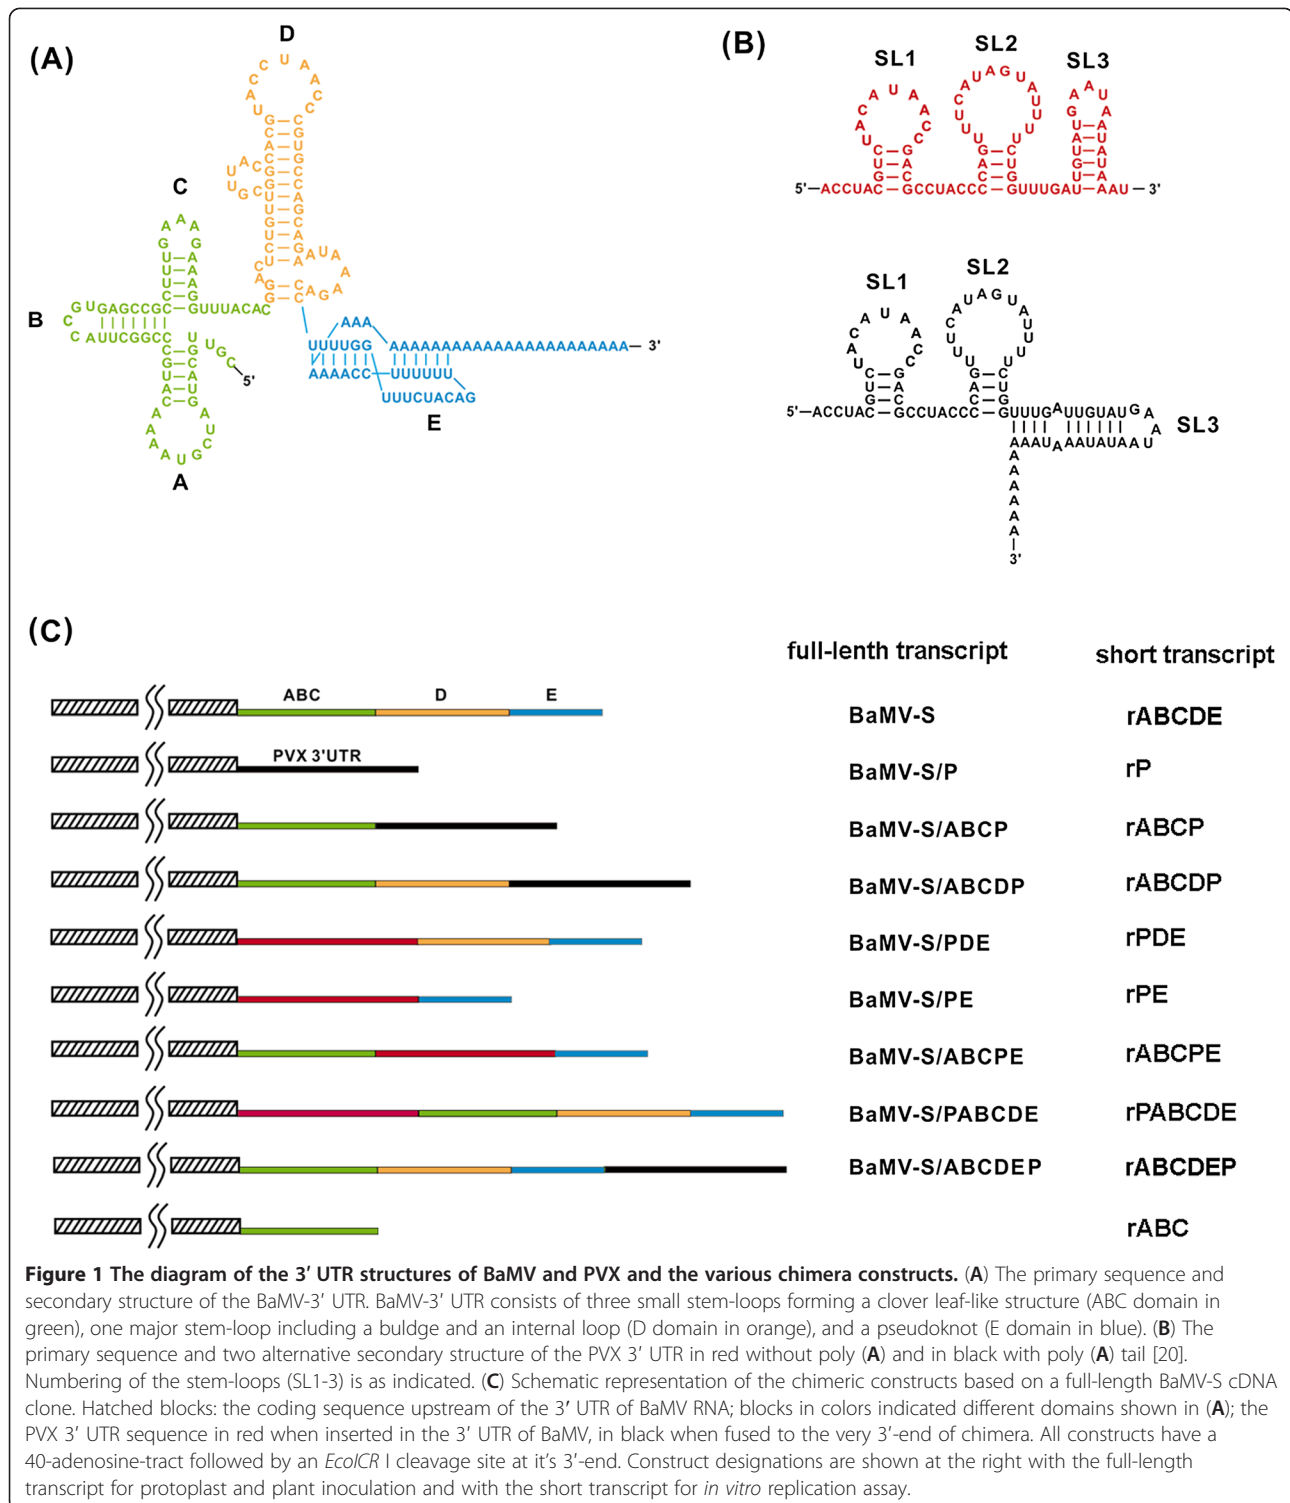 (A)
D
C
B
A
E
5'
3'
UUUACAC
GUGAGCCGC
AAA
UUUUGG
AAAAAAAAAAAAAAAAAAAAAAA
AAAACC
UUUUUU
UUUCUACAG
(B)
SL1
SL2
SL3
5'
ACCUAC
GCCUACCC
GUUUGAU
AAU
3'
SL1
SL2
SL3
5'
ACCUAC
GCCUACCC
3'
(C)
full-lenth transcript
short transcript
ABC
D
E
BaMV-S
rABCDE
PVX 3'UTR
BaMV-S/P
rP
BaMV-S/ABCP
rABCP
BaMV-S/ABCDP
rABCDP
BaMV-S/PDE
rPDE
BaMV-S/PE
rPE
BaMV-S/ABCPE
rABCPE
BaMV-S/PABCDE
rPABCDE
BaMV-S/ABCDEP
rABCDEP
rABC
Figure 1 The diagram of the 3′ UTR structures of BaMV and PVX and the various chimera constructs. (A) The primary sequence and
secondary structure of the BaMV-3′ UTR. BaMV-3′ UTR consists of three small stem-loops forming a clover leaf-like structure (ABC domain in
green), one major stem-loop including a buldge and an internal loop (D domain in orange), and a pseudoknot (E domain in blue). (B) The
primary sequence and two alternative secondary structure of the PVX 3′ UTR in red without poly (A) and in black with poly (A) tail [20].
Numbering of the stem-loops (SL1-3) is as indicated. (C) Schematic representation of the chimeric constructs based on a full-length BaMV-S cDNA
clone. Hatched blocks: the coding sequence upstream of the 3′ UTR of BaMV RNA; blocks in colors indicated different domains shown in (A); the
PVX 3′ UTR sequence in red when inserted in the 3′ UTR of BaMV, in black when fused to the very 3′-end of chimera. All constructs have a
40-adenosine-tract followed by an EcoICR I cleavage site at it's 3′-end. Construct designations are shown at the right with the full-length
transcript for protoplast and plant inoculation and with the short transcript for in vitro replication assay.